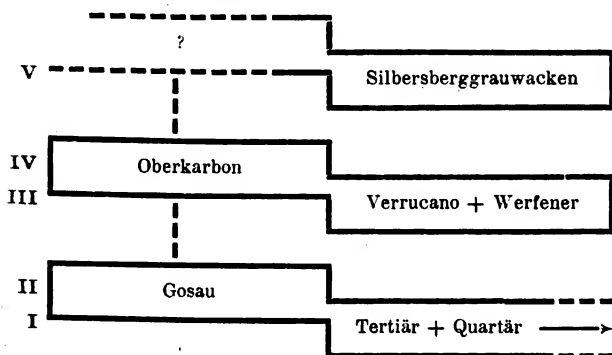 ?
V
Silbersberggrauwacken
IV
Oberkarbon
III
Verrucano + Werfener
II
Gosau
I
Tertiär + Quartär